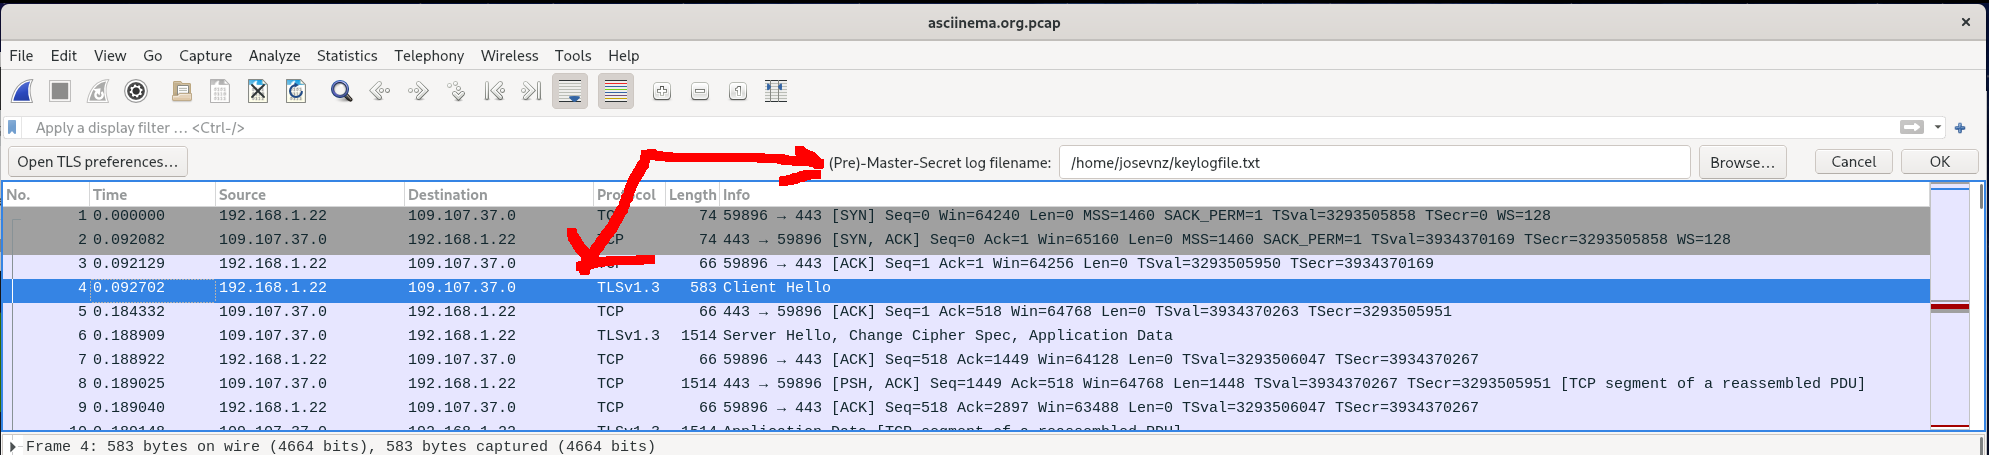 asciinema.org.pcap
File Edit View Go Capture Analyze Statistics Telephony Wireless Tools Help
Apply a display filter … <Ctrl-/>
Open TLS preferences… (Pre)-Master-Secret log filename: /home/josevnz/keylogfile.txt Browse… Cancel OK
No. Time Source Destination Protocol Length Info
1 0.000000 192.168.1.22 109.107.37.0 TCP 74 59896 → 443 [SYN] Seq=0 Win=64240 Len=0 MSS=1460 SACK_PERM=1 TSval=3293505858 TSecr=0 WS=128
2 0.092082 109.107.37.0 192.168.1.22 TCP 74 443 → 59896 [SYN, ACK] Seq=0 Ack=1 Win=65160 Len=0 MSS=1460 SACK_PERM=1 TSval=3934370169 TSecr=3293505858 WS=128
3 0.092129 192.168.1.22 109.107.37.0 TCP 66 59896 → 443 [ACK] Seq=1 Ack=1 Win=64256 Len=0 TSval=3293505950 TSecr=3934370169
4 0.092702 192.168.1.22 109.107.37.0 TLSv1.3 583 Client Hello
5 0.184332 109.107.37.0 192.168.1.22 TCP 66 443 → 59896 [ACK] Seq=1 Ack=518 Win=64768 Len=0 TSval=3934370263 TSecr=3293505951
6 0.188909 109.107.37.0 192.168.1.22 TLSv1.3 1514 Server Hello, Change Cipher Spec, Application Data
7 0.188922 192.168.1.22 109.107.37.0 TCP 66 59896 → 443 [ACK] Seq=518 Ack=1449 Win=64128 Len=0 TSval=3293506047 TSecr=3934370267
8 0.189025 109.107.37.0 192.168.1.22 TCP 1514 443 → 59896 [PSH, ACK] Seq=1449 Ack=518 Win=64768 Len=1448 TSval=3934370267 TSecr=3293505951 [TCP segment of a reassembled PDU]
9 0.189040 192.168.1.22 109.107.37.0 TCP 66 59896 → 443 [ACK] Seq=518 Ack=2897 Win=63488 Len=0 TSval=3293506047 TSecr=3934370267
10 0.189148 109.107.37.0 192.168.1.22 TLSv1.3 1514 Application Data [TCP segment of a reassembled PDU]
Frame 4: 583 bytes on wire (4664 bits), 583 bytes captured (4664 bits)